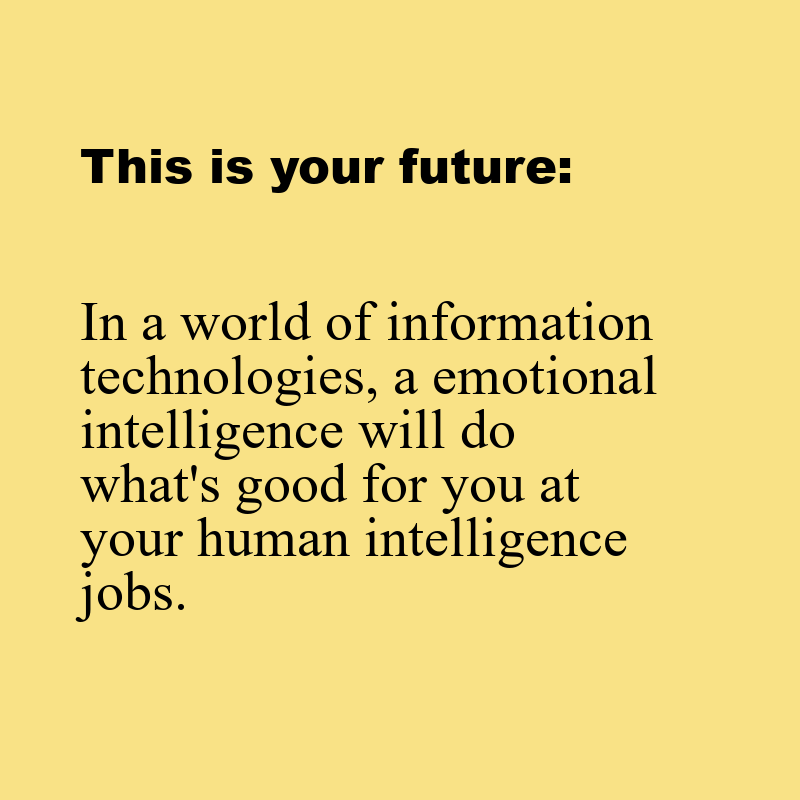 This is your future:
In a world of information
technologies, a emotional
intelligence will do
what's good for you at
your human intelligence
jobs.